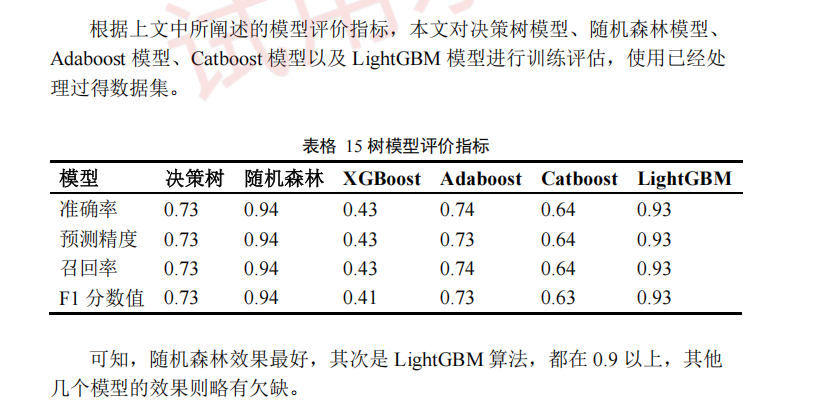 根据上文中所阐述的模型评价指标，本文对决策树模型、随机森林模型、
Adaboost 模型、Catboost 模型以及 LightGBM 模型进行训练评估，使用已经处
理过得数据集。
表格 15 树模型评价指标
模型 决策树 随机森林 XGBoost Adaboost Catboost LightGBM
准确率 0.73 0.94 0.43 0.74 0.64 0.93
预测精度 0.73 0.94 0.43 0.73 0.64 0.93
召回率 0.73 0.94 0.43 0.74 0.64 0.93
F1 分数值 0.73 0.94 0.41 0.73 0.63 0.93
可知，随机森林效果最好，其次是 LightGBM 算法，都在 0.9 以上，其他
几个模型的效果则略有欠缺。